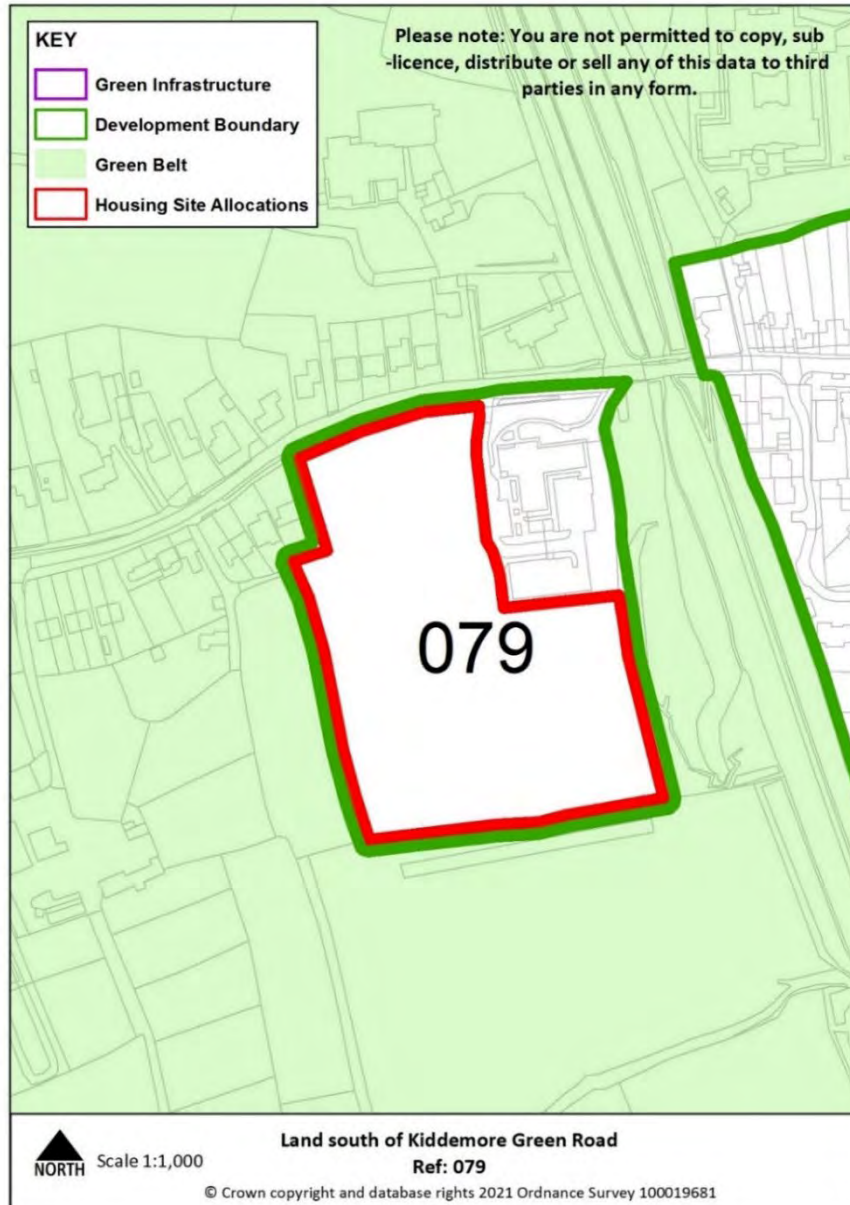 KEY
Green Infrastructure
Development Boundary
Green Belt
Housing Site Allocations
Please note: You are not permitted to copy, sub
-licence, distribute or sell any of this data to third
parties in any form.
079
NORTH
Scale 1:1,000
Land south of Kiddemore Green Road
Ref: 079
© Crown copyright and database rights 2021 Ordnance Survey 100019681